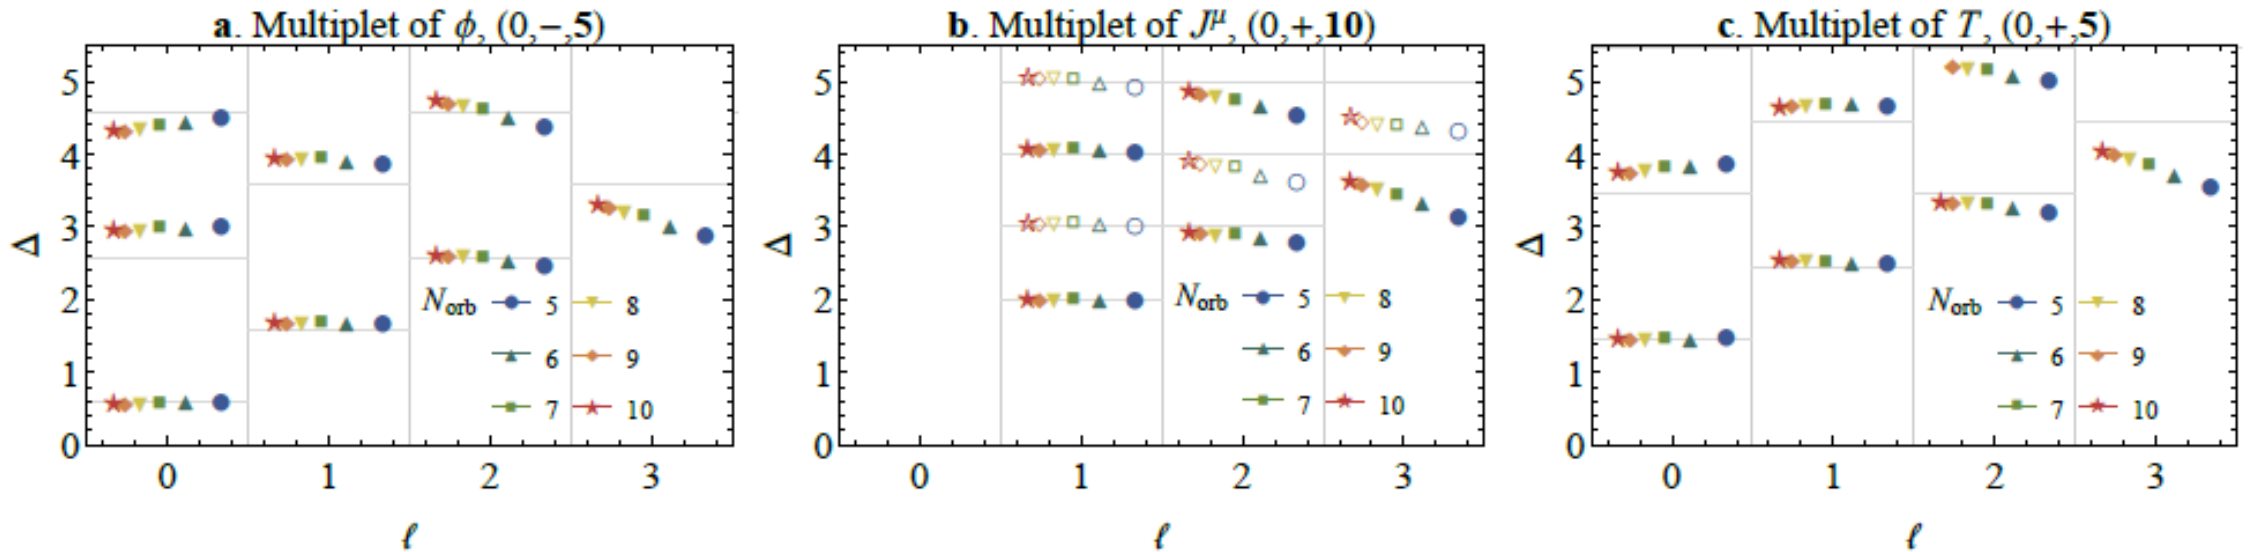 a. Multiplet of ϕ, (0,−,5)
Δ
5
4
3
2
1
0
N_orb
5
8
6
9
7
10
0 1 2 3
ℓ
b. Multiplet of J^μ, (0,+,10)
Δ
5
4
3
2
1
0
N_orb
5
8
6
9
7
10
0 1 2 3
ℓ
c. Multiplet of T, (0,+,5)
Δ
5
4
3
2
1
0
N_orb
5
8
6
9
7
10
0 1 2 3
ℓ